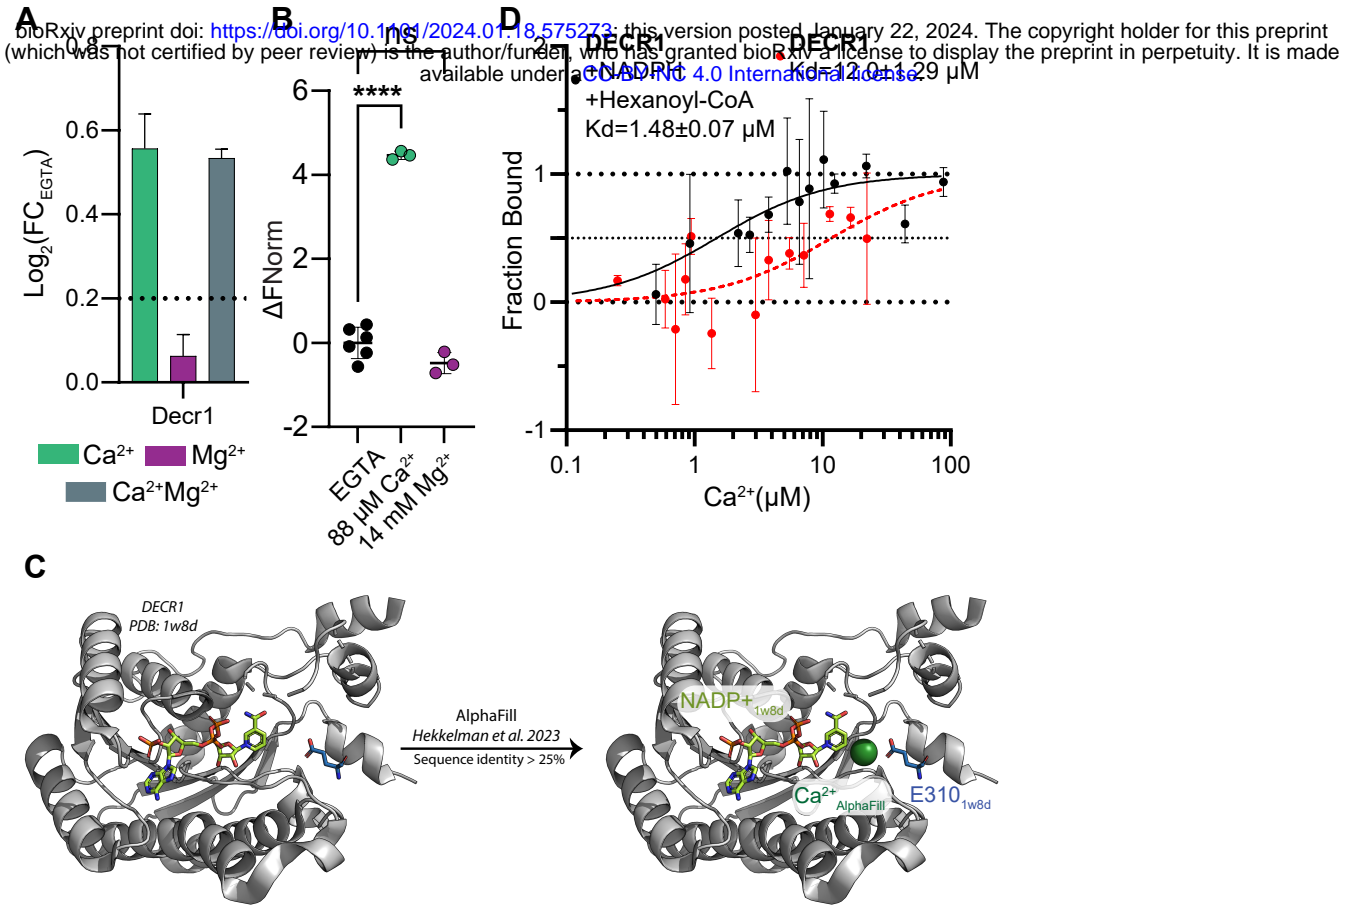 bioRxiv preprint doi: https://doi.org/10.1101/2024.01.18.575273; this version posted January 22, 2024. The copyright holder for this preprint
(which was not certified by peer review) is the author/funder, who has granted bioRxiv a license to display the preprint in perpetuity. It is made
available under aCC-BY-NC 4.0 International license.
A
Log2(FCEGTA)
0.8
0.6
0.4
0.2
0.0
Decr1
Ca2+
Mg2+
Ca2+Mg2+
B
ns
****
ΔFNorm
6
4
2
0
-2
EGTA
88 µM Ca2+
14 mM Mg2+
D
DECR1
+NADPH
+Hexanoyl-CoA
Kd=1.48±0.07 µM
DECR1
Kd=12.0±1.29 µM
Fraction Bound
2
1
0
-1
0.1
1
10
100
Ca2+(µM)
C
DECR1
PDB: 1w8d
AlphaFill
Hekkelman et al. 2023
Sequence identity > 25%
NADP+1w8d
Ca2+AlphaFill
E3101w8d